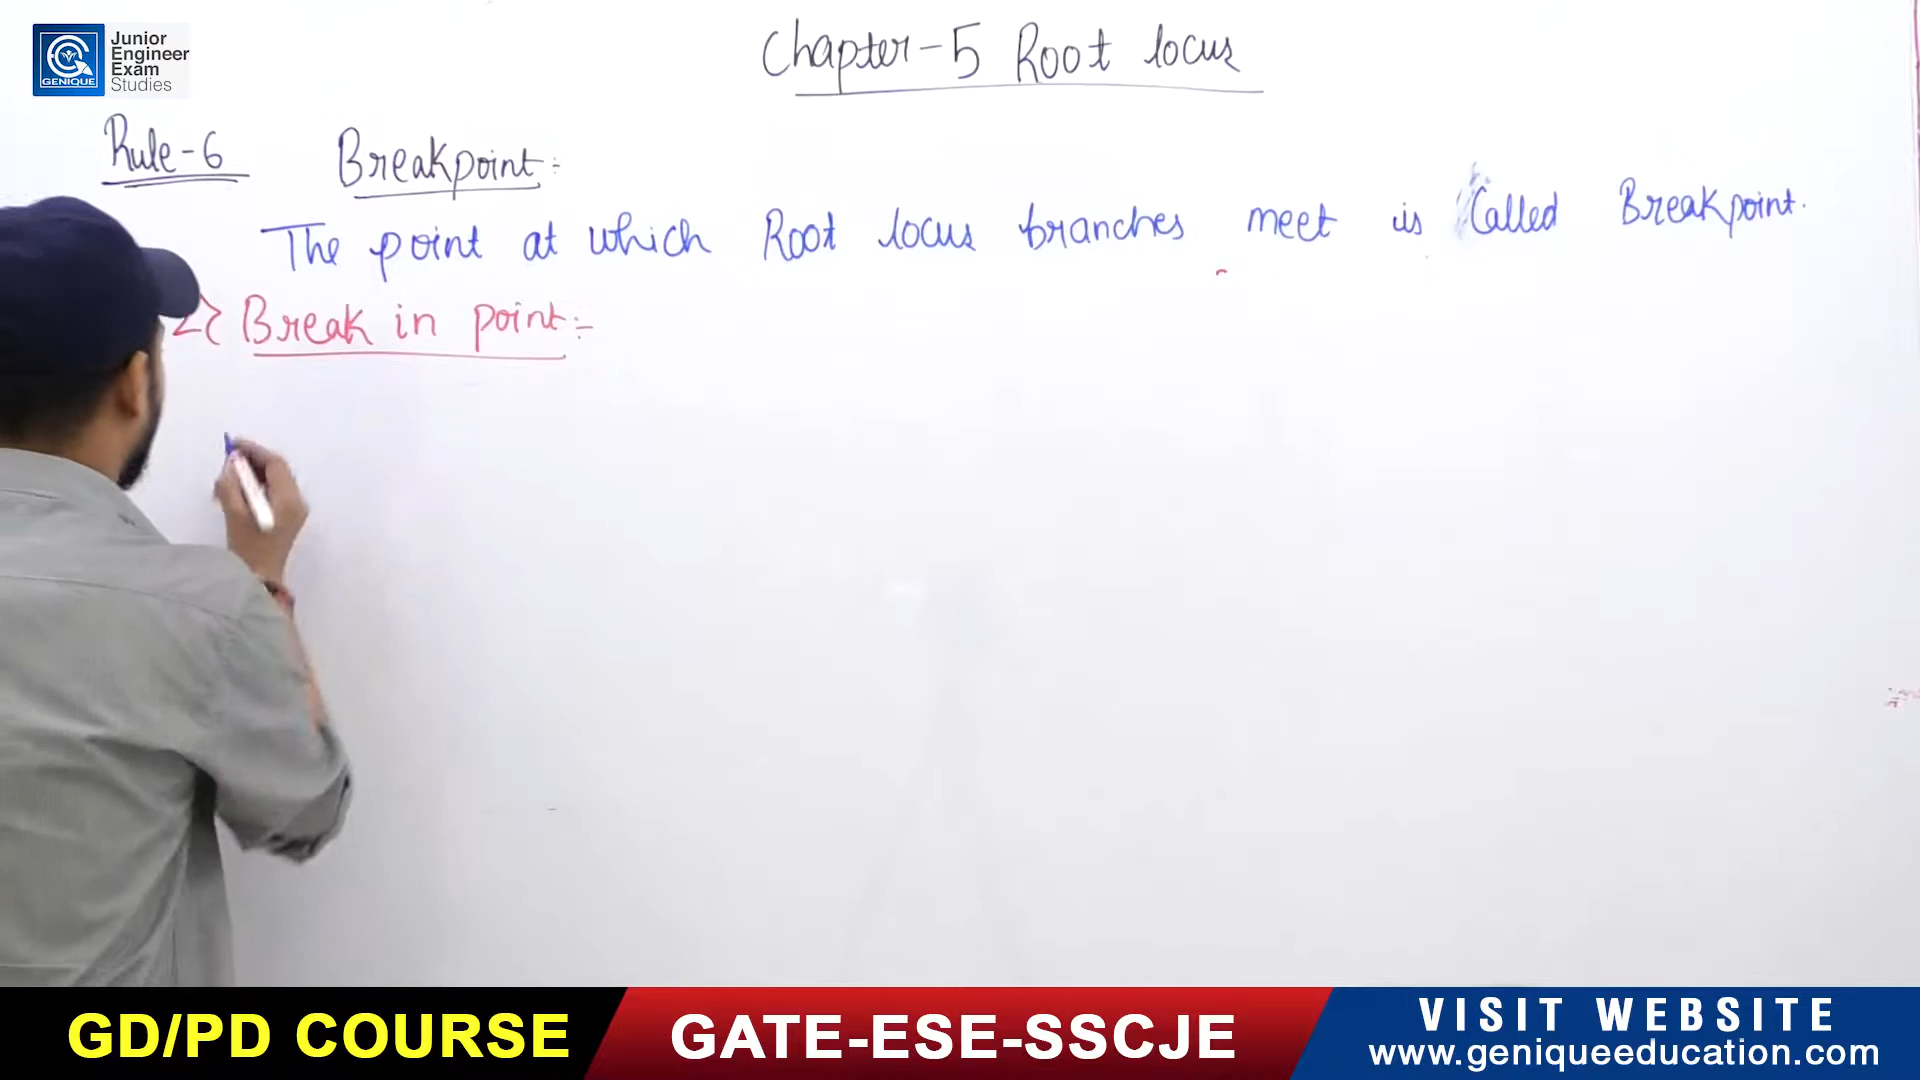 Junior
Engineer
Exam
Studies
GENIQUE
Chapter-5 Root locus
Rule-6 Breakpoint:-
The point at which Root locus branches meet is Called Breakpoint.
2} Break in point:-
GD/PD COURSE
GATE-ESE-SSCJE
VISIT WEBSITE
www.geniqueeducation.com